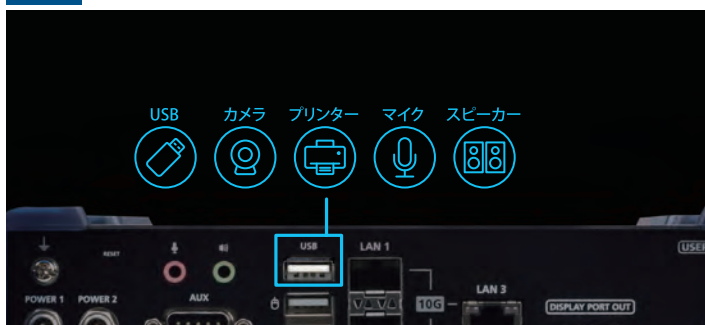 USB カメラ プリンター マイク スピーカー
RESET
USB
LAN 1
USER
LAN 3
POWER 1 POWER 2
AUX
10G
DISPLAY PORT OUT